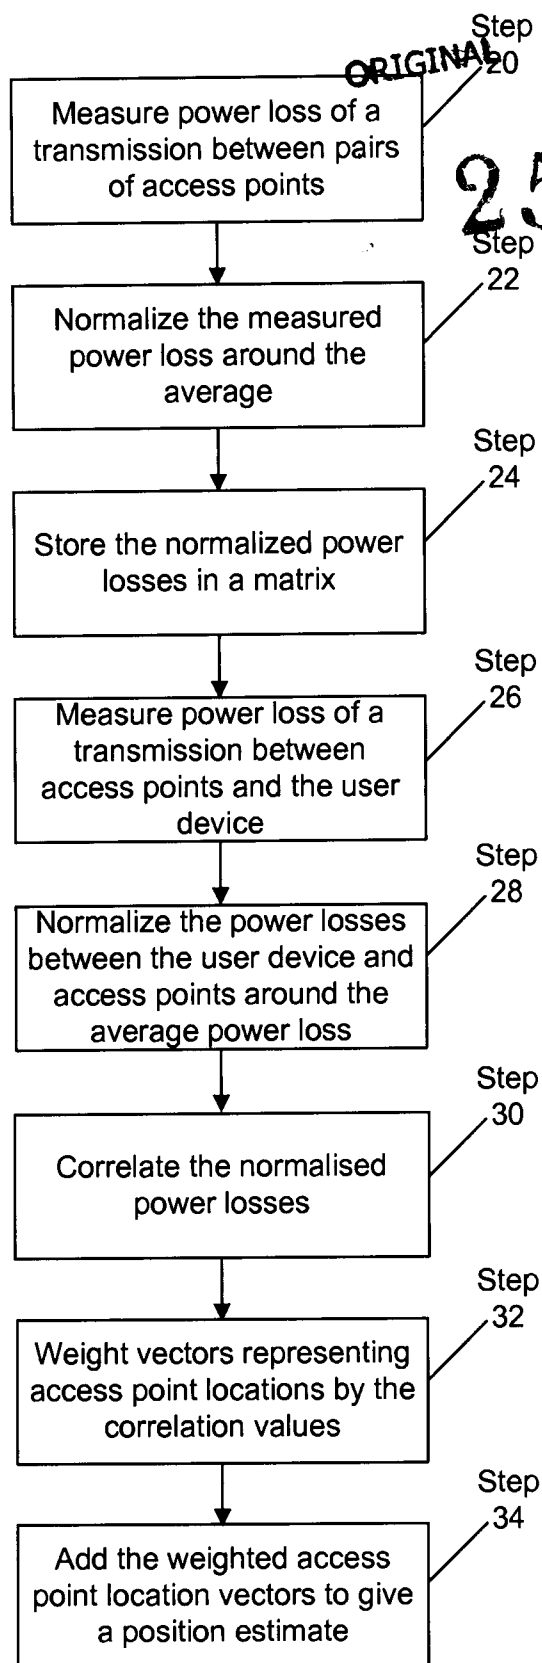 Step
ORIGINAL
20
Measure power loss of a
transmission between pairs
of access points
Step
22
Normalize the measured
power loss around the
average
Step
24
Store the normalized power
losses in a matrix
Step
26
Measure power loss of a
transmission between
access points and the user
device
Step
28
Normalize the power losses
between the user device and
access points around the
average power loss
Step
30
Correlate the normalised
power losses
Step
32
Weight vectors representing
access point locations by the
correlation values
Step
34
Add the weighted access
point location vectors to give
a position estimate